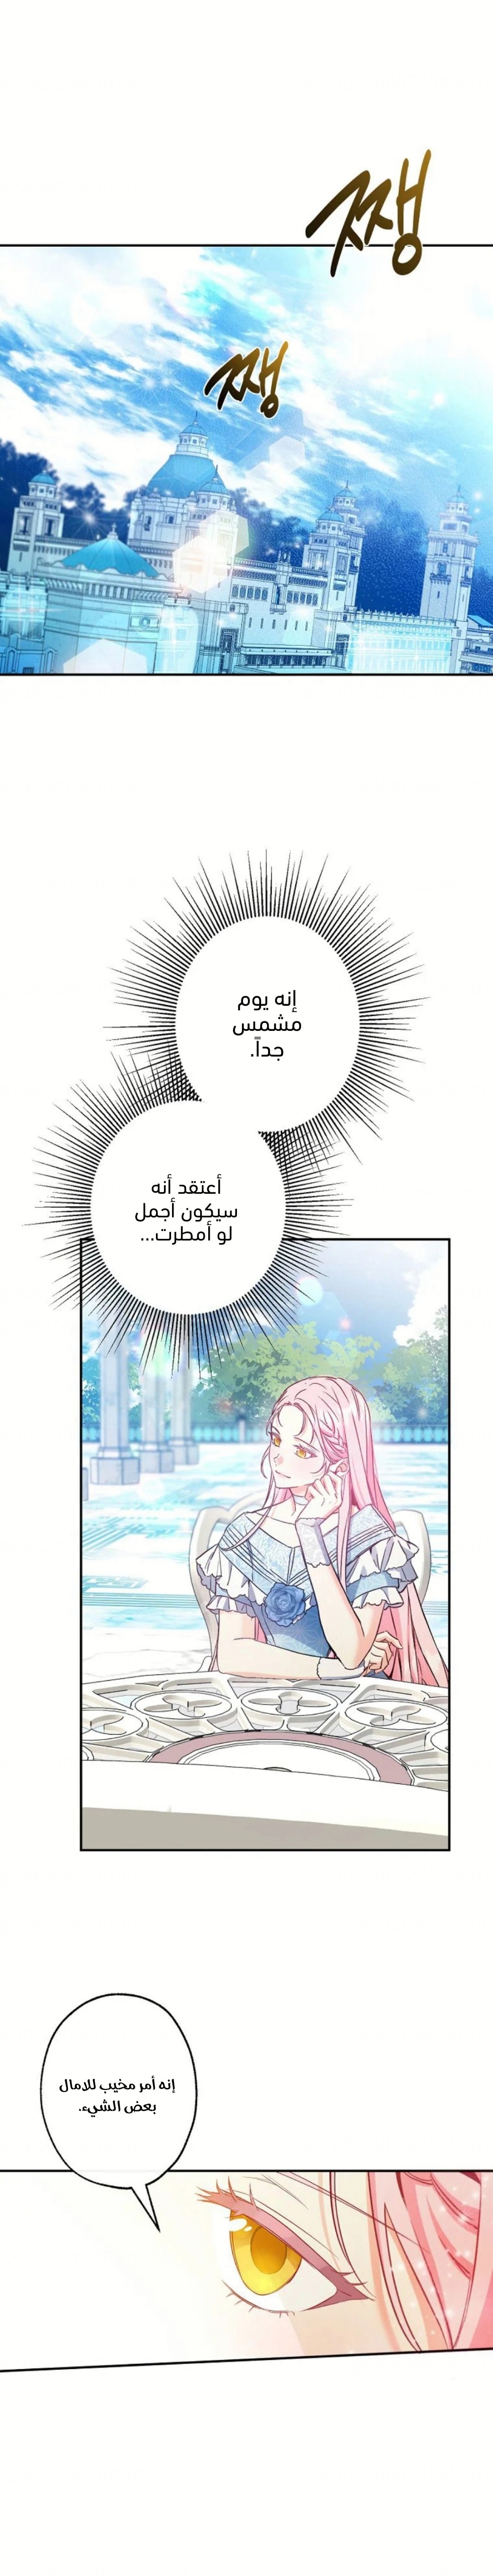 쨍
쨍
إنه يوم
مشمس
جداً.
أعتقد أنه
سيكون أجمل
لو أمطرت...
إنه أمر مخيب للامال
بعض الشيء.